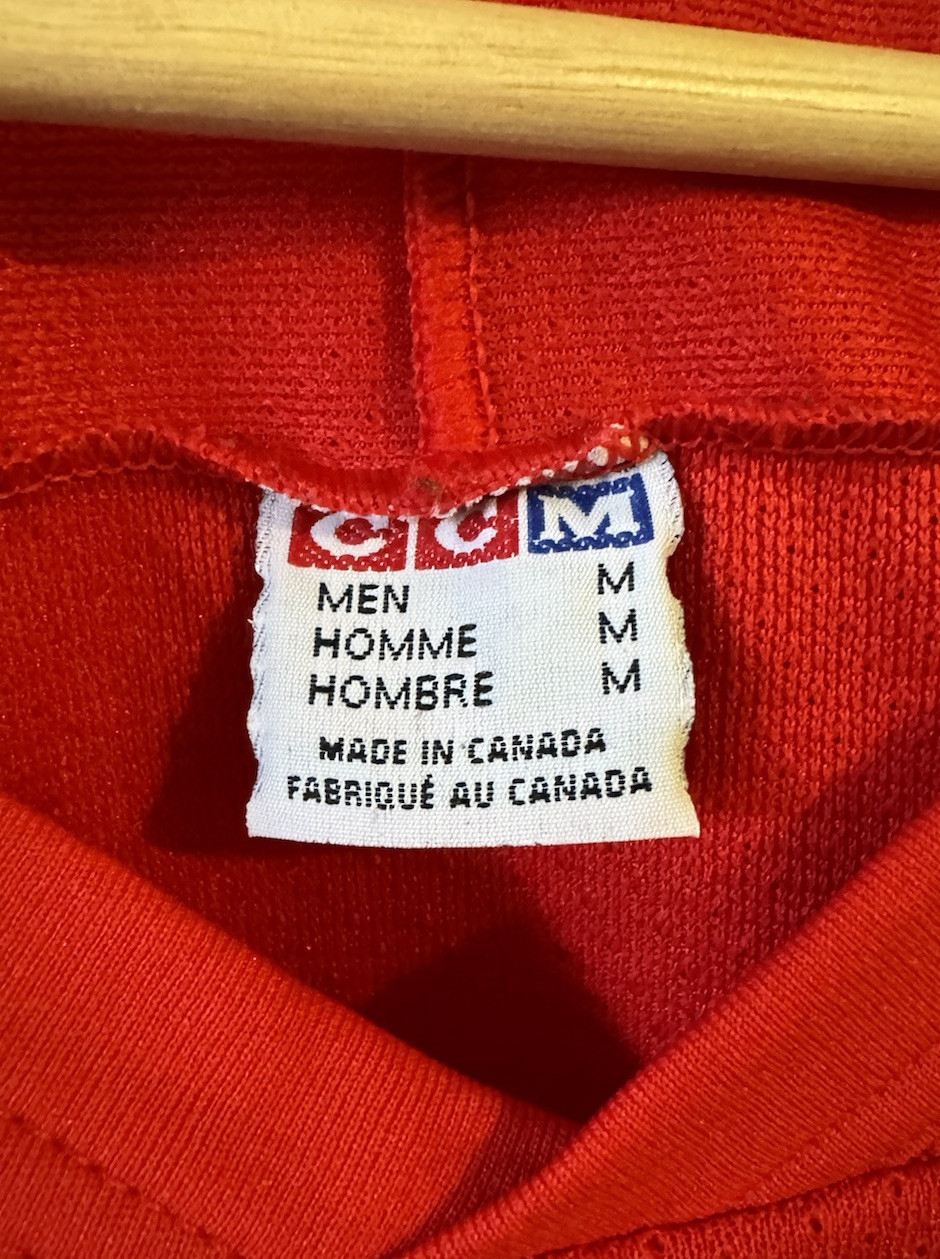 CCM
MEN M
HOMME M
HOMBRE M
MADE IN CANADA
FABRIQUÉ AU CANADA